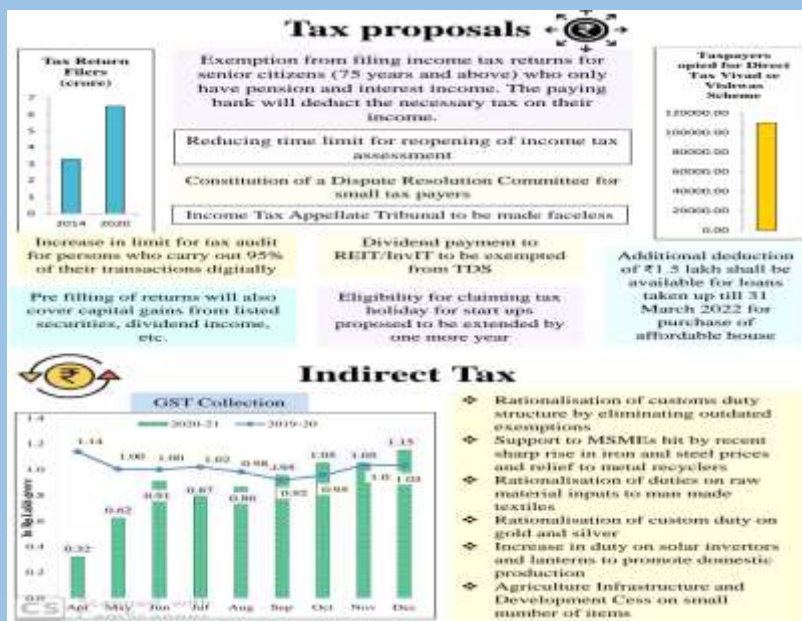 Tax proposals
Tax Return
Filers
(crore)
7
6
5
4
3
2
1
0
2014 2020
Exemption from filing income tax returns for
senior citizens (75 years and above) who only
have pension and interest income. The paying
bank will deduct the necessary tax on their
income.
Reducing time limit for reopening of income tax
assessment
Constitution of a Dispute Resolution Committee for
small tax payers
Income Tax Appellate Tribunal to be made faceless
Taxpayers
opted for Direct
Tax Vivad se
Vishwas
Scheme
120000.00
100000.00
80000.00
60000.00
40000.00
20000.00
0.00
Increase in limit for tax audit
for persons who carry out 95%
of their transactions digitally
Dividend payment to
REIT/InvIT to be exempted
from TDS
Additional deduction
of ₹1.5 lakh shall be
available for loans
taken up till 31
March 2022 for
purchase of
affordable house
Pre filling of returns will also
cover capital gains from listed
securities, dividend income,
etc.
Eligibility for claiming tax
holiday for start ups
proposed to be extended by
one more year
₹
Indirect Tax
GST Collection
2020-21 2019-20
1.4
1.2
1.0
0.8
0.6
0.4
0.2
0.0
1.14 1.00 1.00 1.02 0.98
0.32 0.62 0.91 0.87 0.86 0.92 0.95 1.05 1.03 1.15
1.05
Apr May Jun Jul Aug Sep Oct Nov Dec
CS
Rationalisation of customs duty
structure by eliminating outdated
exemptions
Support to MSMEs hit by recent
sharp rise in iron and steel prices
and relief to metal recyclers
Rationalisation of duties on raw
material inputs to man made
textiles
Rationalisation of custom duty on
gold and silver
Increase in duty on solar invertors
and lanterns to promote domestic
production
Agriculture Infrastructure and
Development Cess on small
number of items